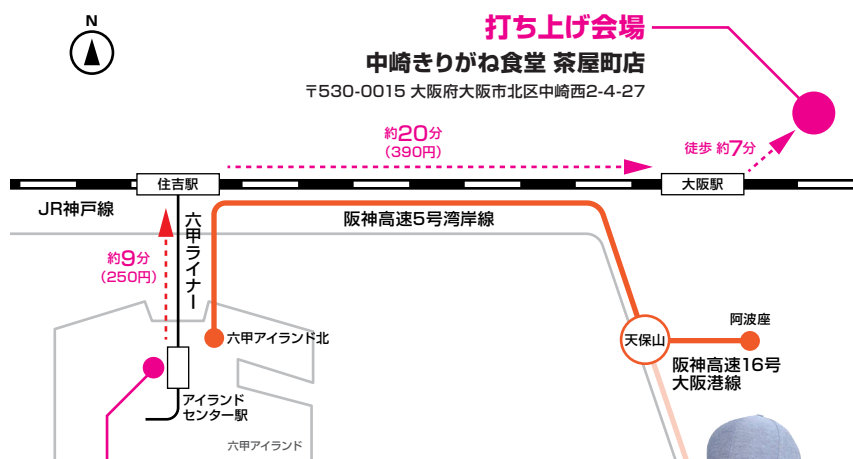 N
打ち上げ会場
中崎きりがね食堂 茶屋町店
〒530-0015 大阪府大阪市北区中崎西2-4-27
約20分
(390円)
徒歩 約7分
住吉駅
大阪駅
JR神戸線
六甲ライナー
阪神高速5号湾岸線
約9分
(250円)
六甲アイランド北
天保山
阿波座
阪神高速16号
大阪港線
アイランド
センター駅
六甲アイランド